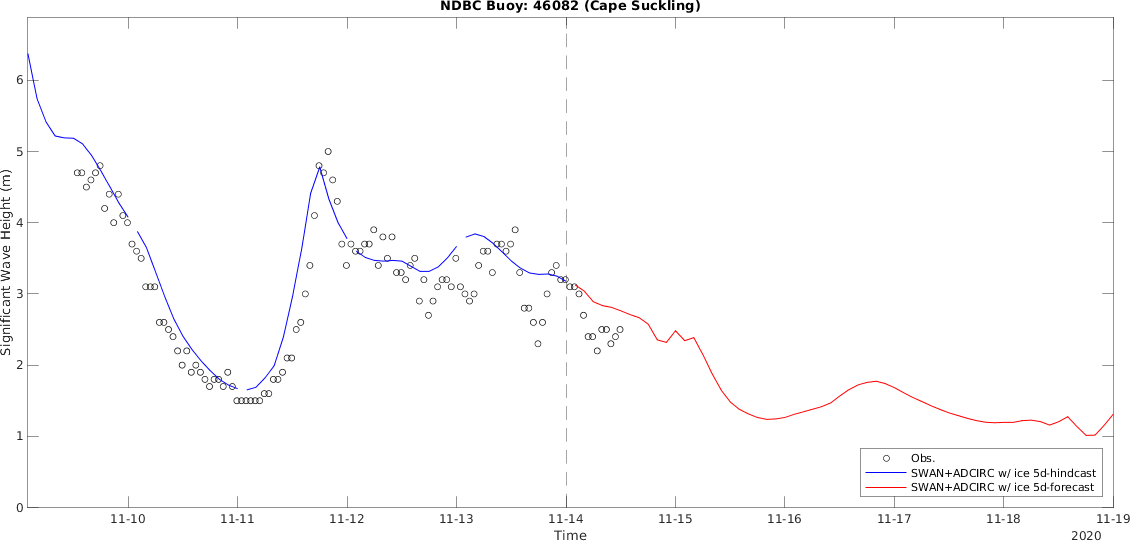 NDBC Buoy: 46082 (Cape Suckling)
Significant Wave Height (m)
6
5
4
3
2
1
0
Obs.
SWAN+ADCIRC w/ ice 5d-hindcast
SWAN+ADCIRC w/ ice 5d-forecast
11-10 11-11 11-12 11-13 11-14 11-15 11-16 11-17 11-18 11-19
Time
2020